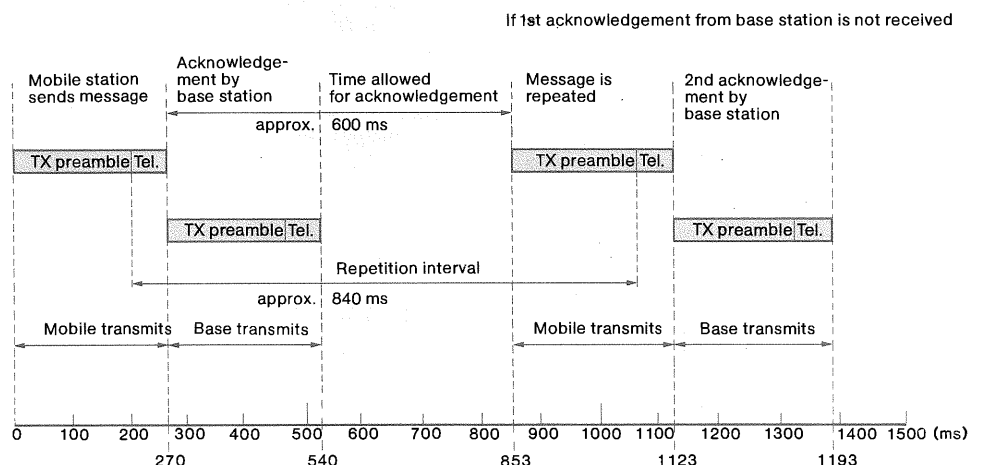 If 1st acknowledgement from base station is not received
Mobile station
sends message
Acknowledge-
ment by
base station
Time allowed
for acknowledgement
Message is
repeated
2nd acknowledge-
ment by
base station
approx. 600 ms
TX preamble Tel.
TX preamble Tel.
TX preamble Tel.
TX preamble Tel.
Repetition interval
approx. 840 ms
Mobile transmits
Base transmits
Mobile transmits
Base transmits
0 100 200 300 400 500 600 700 800 900 1000 1100 1200 1300 1400 1500 (ms)
270 540 853 1123 1193